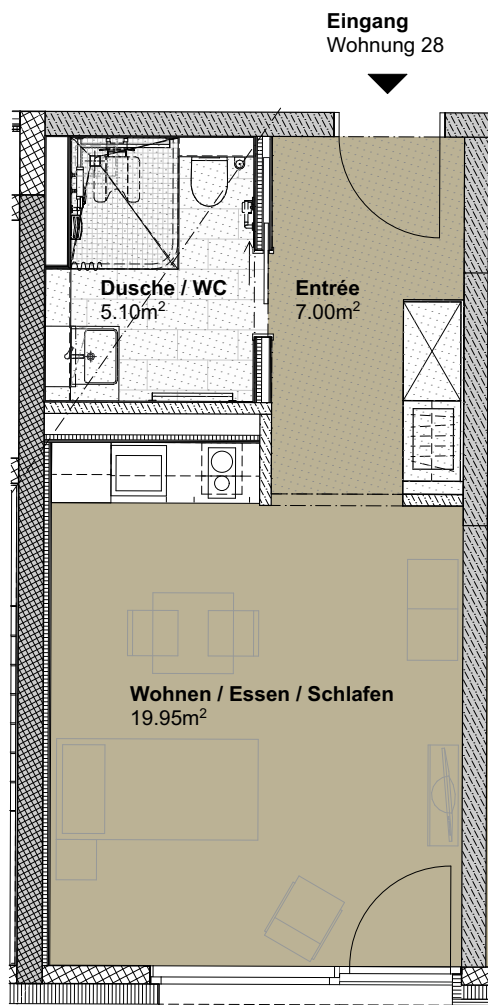 Eingang
Wohnung 28
Dusche / WC
5.10m²
Entrée
7.00m²
Wohnen / Essen / Schlafen
19.95m²